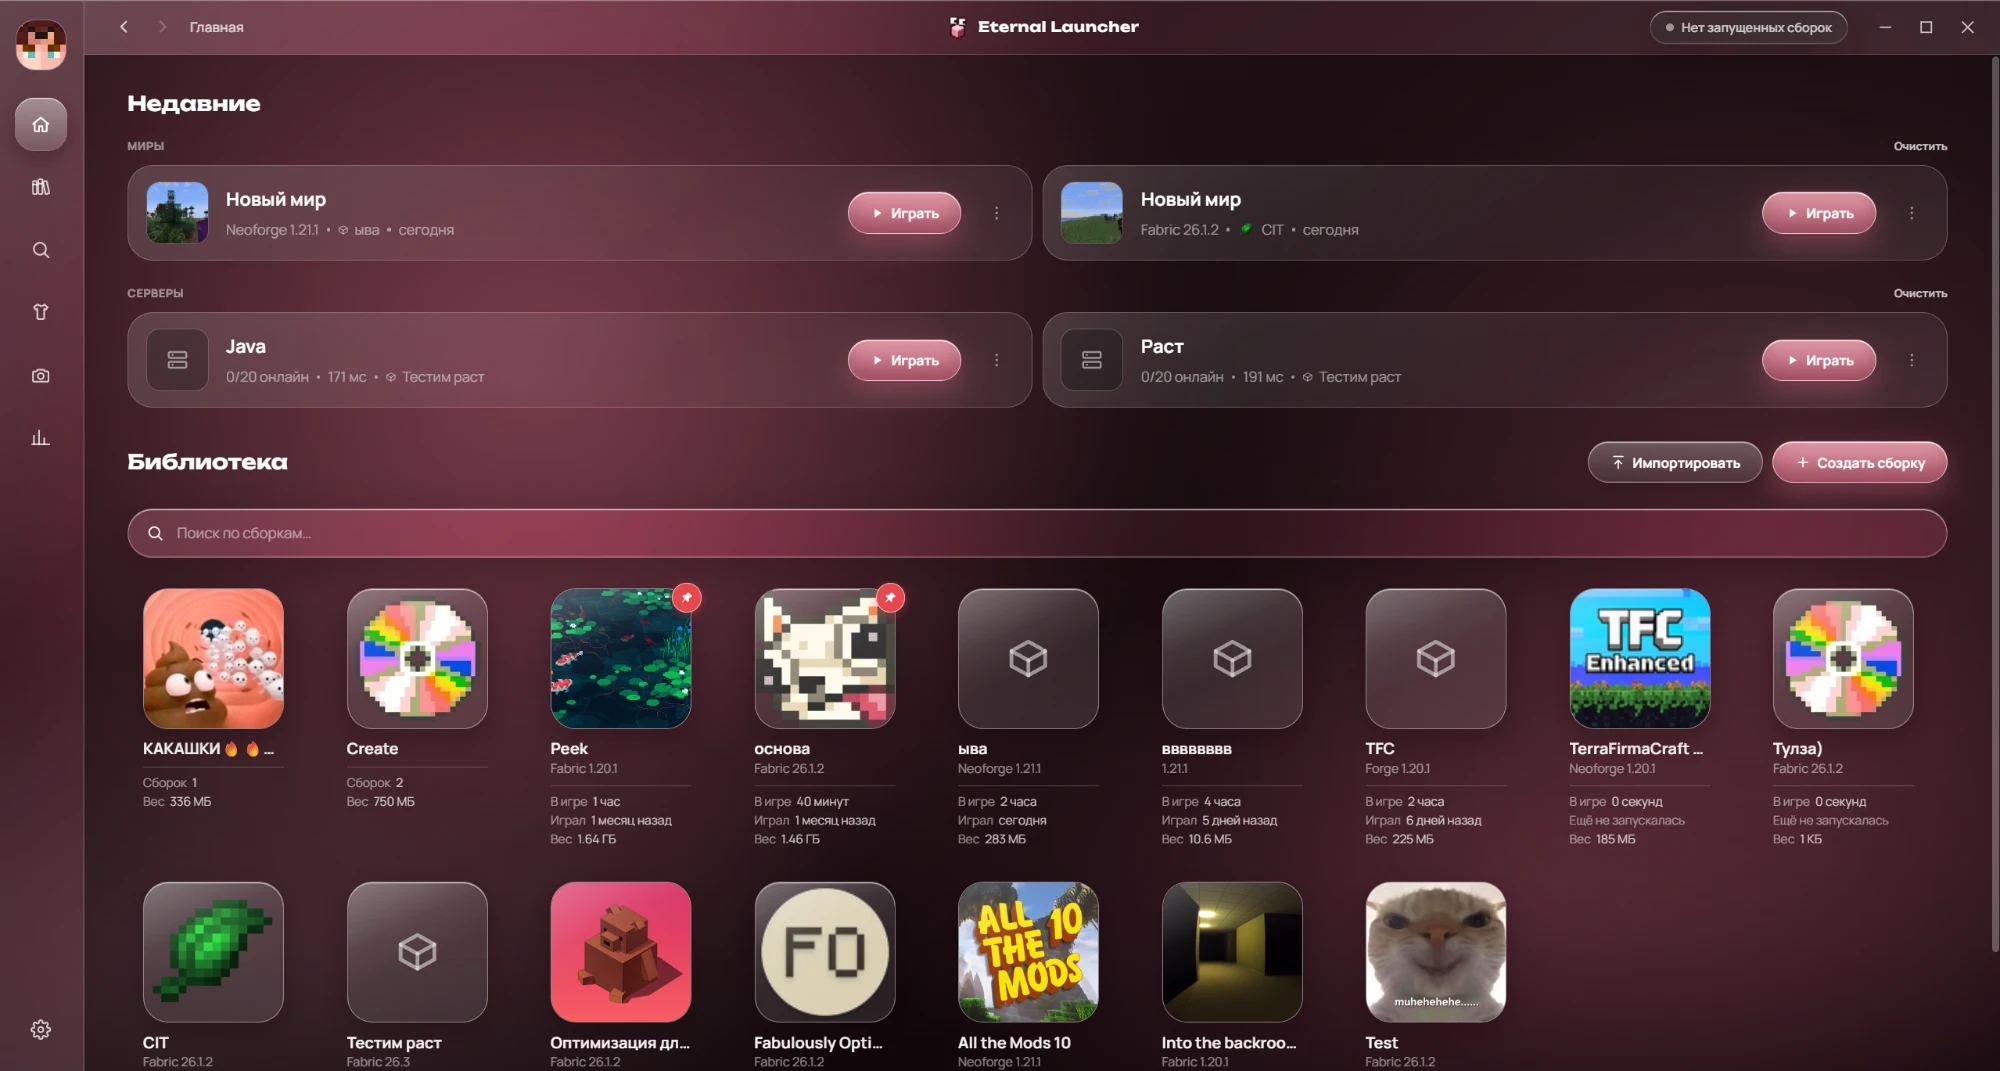 Главная
Eternal Launcher
Нет запущенных сборок
Недавние
МИРЫ
Очистить
Новый мир
Neoforge 1.21.1 • ыва • сегодня
Играть
Новый мир
Fabric 26.1.2 • CIT • сегодня
Играть
СЕРВЕРЫ
Очистить
Java
0/20 онлайн • 171 мс • Тестим раст
Играть
Раст
0/20 онлайн • 191 мс • Тестим раст
Играть
Библиотека
Импортировать
Создать сборку
Поиск по сборкам...
КАКАШКИ🔥🔥...
Сборок 1
Вес 336 МБ
Create
Сборок 2
Вес 750 МБ
Peek
Fabric 1.20.1
В игре 1 час
Играл 1 месяц назад
Вес 1.64 ГБ
основа
Fabric 26.1.2
В игре 40 минут
Играл 1 месяц назад
Вес 1.46 ГБ
ыва
Neoforge 1.21.1
В игре 2 часа
Играл сегодня
Вес 283 МБ
вввввввв
1.21.1
В игре 4 часа
Играл 5 дней назад
Вес 10.6 МБ
TFC
Forge 1.20.1
В игре 2 часа
Играл 6 дней назад
Вес 225 МБ
TFC
Enhanced
TerraFirmaCraft ...
Neoforge 1.20.1
В игре 0 секунд
Ещё не запускалась
Вес 185 МБ
Тулза)
Fabric 26.1.2
В игре 0 секунд
Ещё не запускалась
Вес 1 КБ
CIT
Fabric 26.1.2
Тестим раст
Fabric 26.3
Оптимизация дл...
Fabric 26.1.2
FO
Fabulously Opti...
Fabric 26.1.2
ALL
THE 10
MODS
All the Mods 10
Neoforge 1.21.1
Into the backroo...
Fabric 1.20.1
muhehehehe......
Test
Fabric 26.1.2